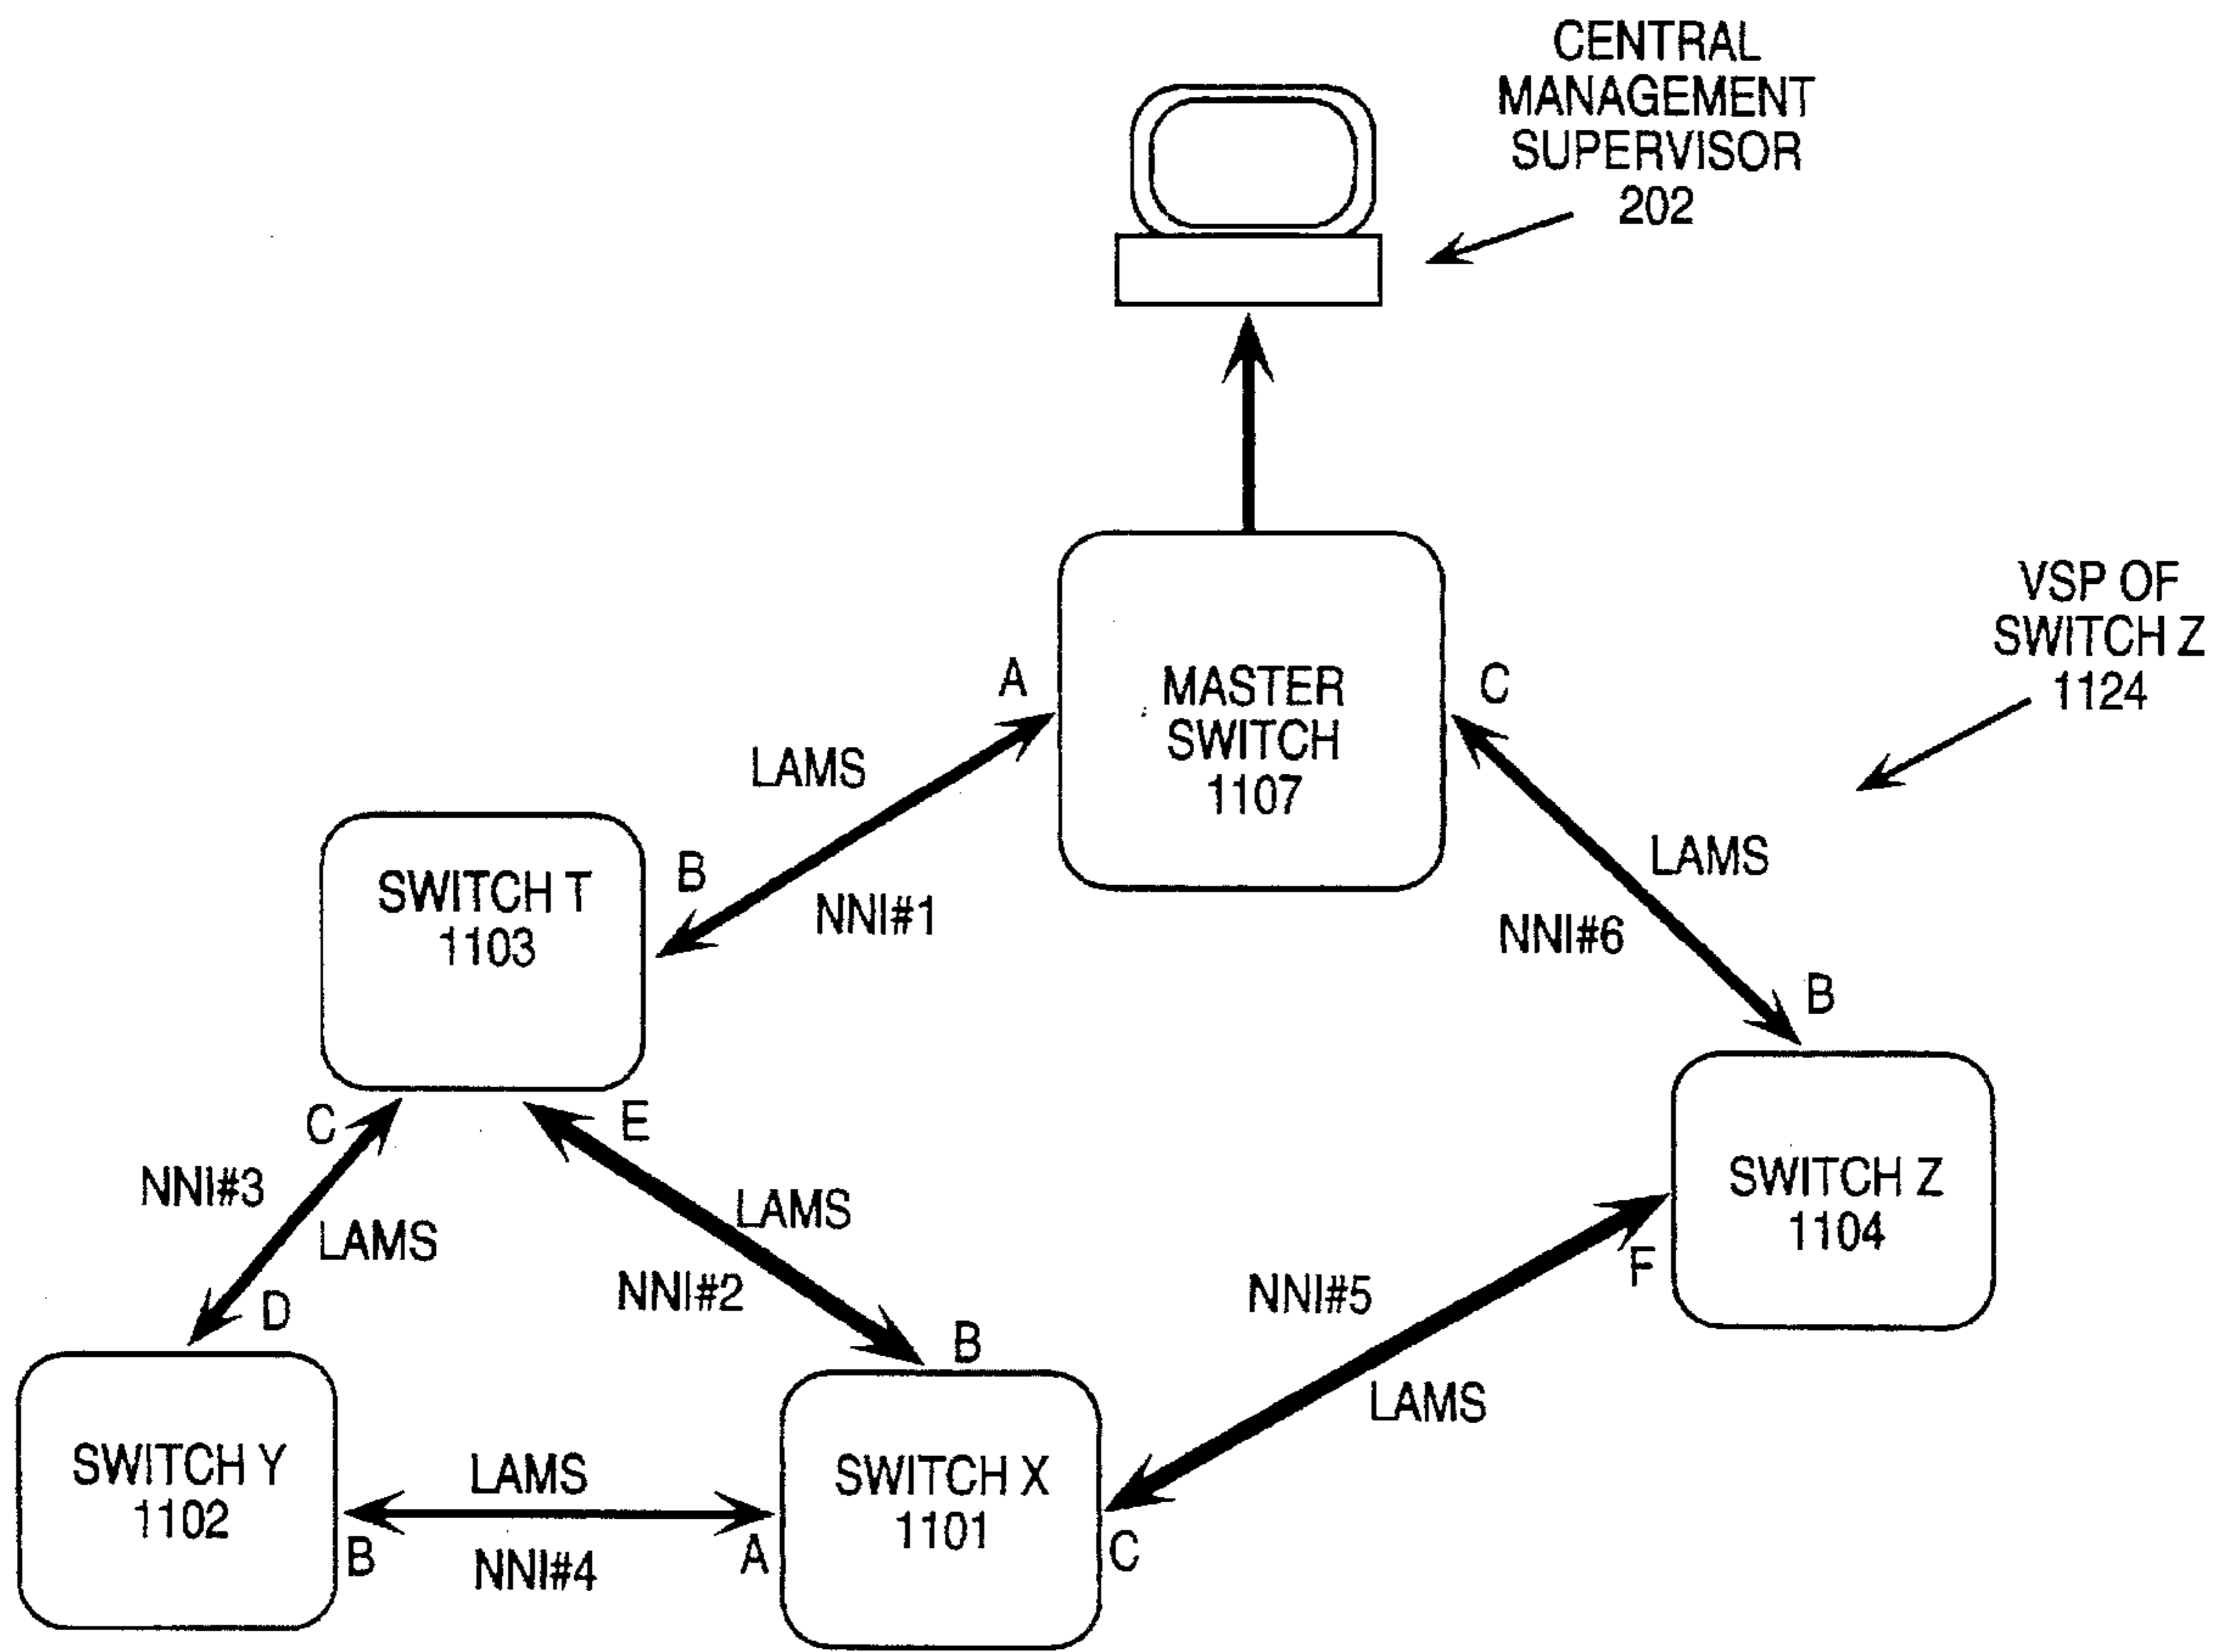 CENTRAL
MANAGEMENT
SUPERVISOR
202
VSP OF
SWITCH Z
1124
A
MASTER
SWITCH
1107
C
LAMS
NNI#1
B
SWITCH T
1103
LAMS
NNI#6
B
C
E
NNI#3
LAMS
D
LAMS
NNI#2
B
SWITCH Z
1104
F
NNI#5
LAMS
SWITCH Y
1102
B
LAMS
NNI#4
A
SWITCH X
1101
C